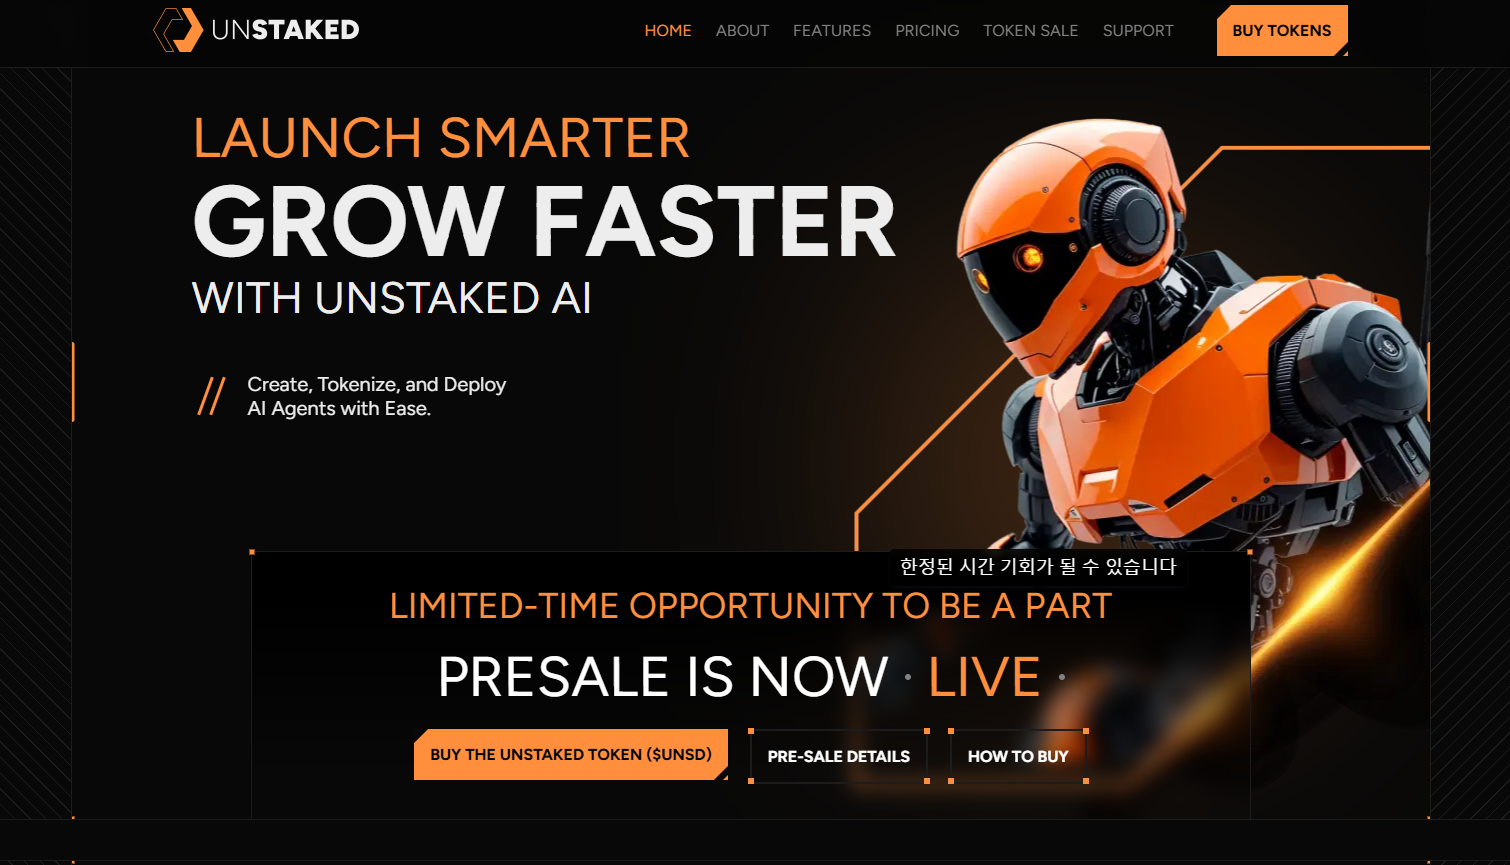 UNSTAKED
HOME ABOUT FEATURES PRICING TOKEN SALE SUPPORT BUY TOKENS
LAUNCH SMARTER
GROW FASTER
WITH UNSTAKED AI
// Create, Tokenize, and Deploy
AI Agents with Ease.
한정된 시간 기회가 될 수 있습니다
LIMITED-TIME OPPORTUNITY TO BE A PART
PRESALE IS NOW · LIVE ·
BUY THE UNSTAKED TOKEN ($UNSD) PRE-SALE DETAILS HOW TO BUY